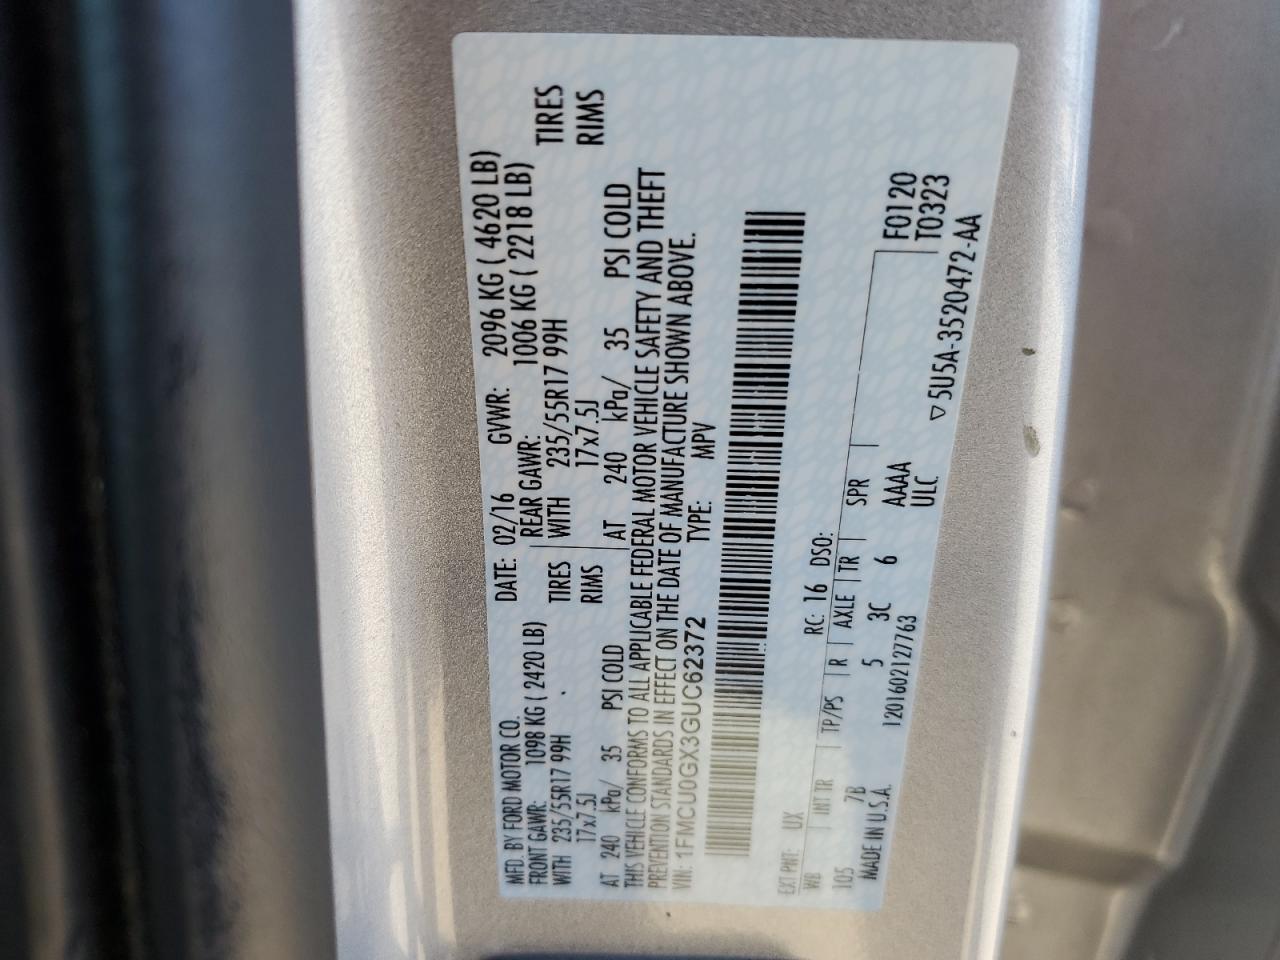 MFD. BY FORD MOTOR CO.
DATE: 02/16 GVWR: 2096 KG ( 4620 LB)
FRONT GAWR: 1098 KG ( 2420 LB) REAR GAWR: 1006 KG ( 2218 LB)
WITH 235/55R17 99H TIRES WITH 235/55R17 99H TIRES
17x7.5J RIMS 17x7.5J RIMS
AT 240 kPa/ 35 PSI COLD AT 240 kPa/ 35 PSI COLD
THIS VEHICLE CONFORMS TO ALL APPLICABLE FEDERAL MOTOR VEHICLE SAFETY AND THEFT
PREVENTION STANDARDS IN EFFECT ON THE DATE OF MANUFACTURE SHOWN ABOVE.
VIN: 1FMCU0GX3GUC62372 TYPE: MPV
EXT PNT: UX RC: 16 DSO:
WB INT TR TP/PS R AXLE TR SPR
105 7B 5 3C 6 AAAA F0120
ULC T0323
MADE IN U.S.A. 1201602127763 ▽5U5A-3520472-AA